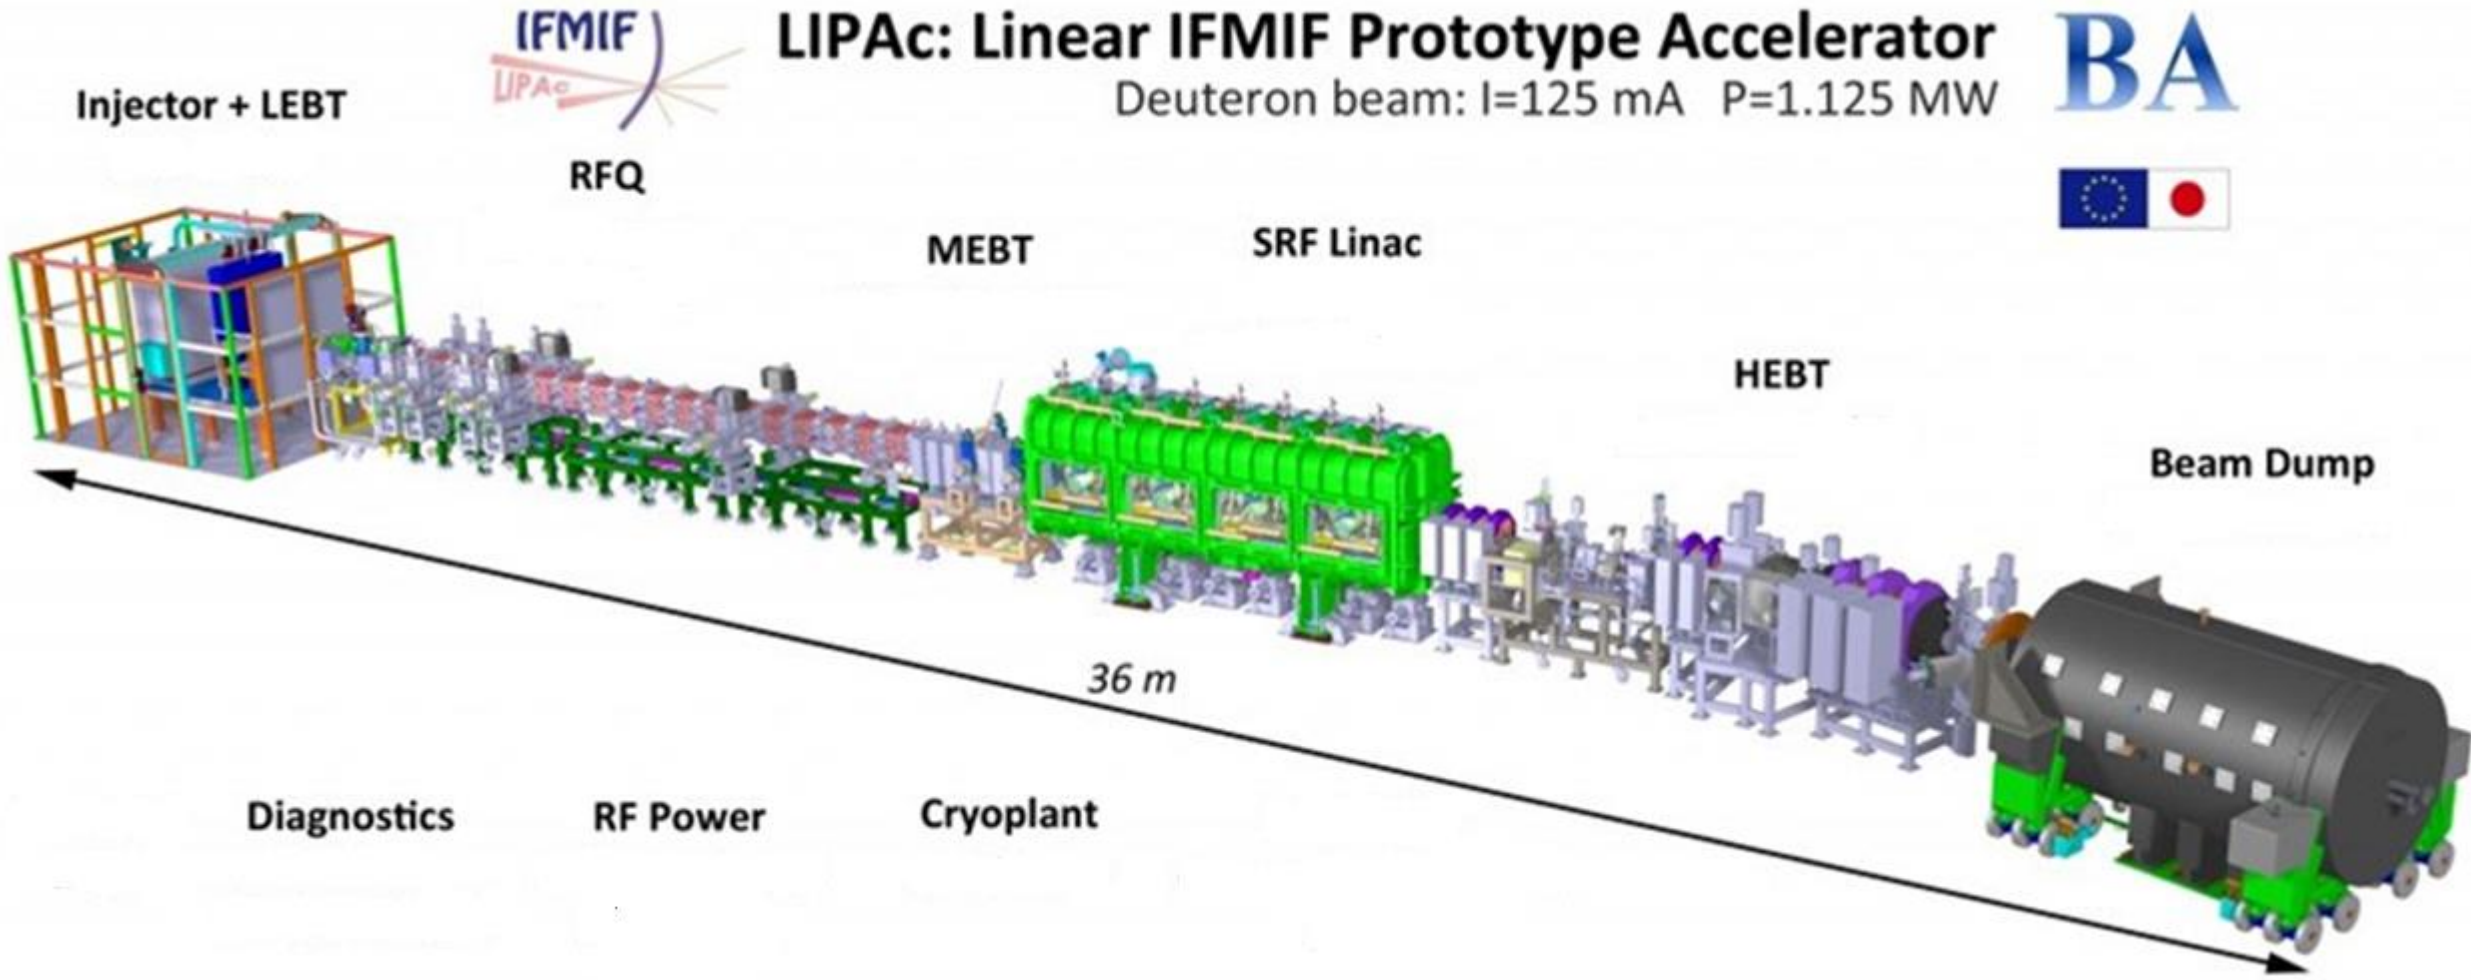 IFMIF
LIPAc
LIPAc: Linear IFMIF Prototype Accelerator
Deuteron beam: I=125 mA P=1.125 MW
BA
Injector + LEBT
RFQ
MEBT
SRF Linac
HEBT
Beam Dump
36 m
Diagnostics
RF Power
Cryoplant